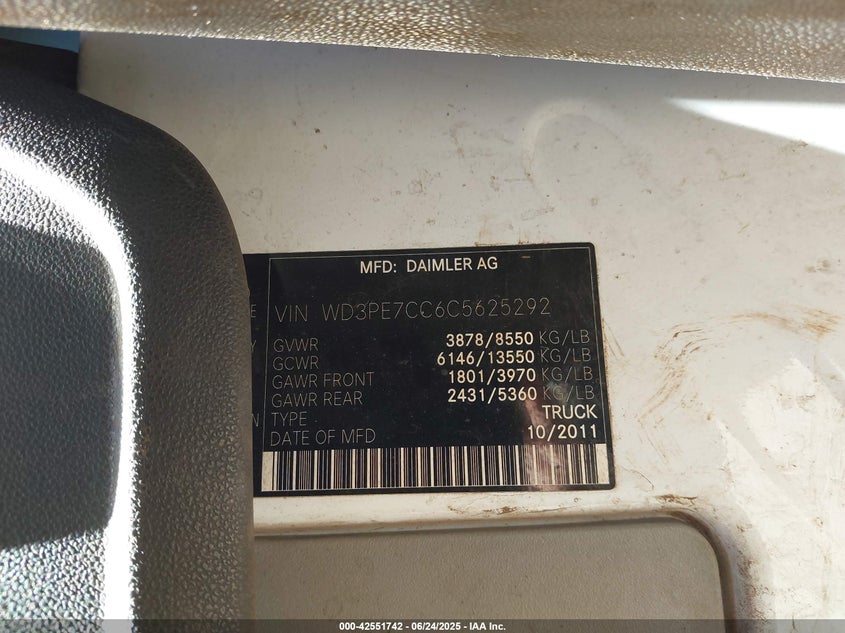 MFD: DAIMLER AG
VIN WD3PE7CC6C5625292
GVWR 3878/8550 KG/LB
GCWR 6146/13550 KG/LB
GAWR FRONT 1801/3970 KG/LB
GAWR REAR 2431/5360 KG/LB
TYPE TRUCK
DATE OF MFD 10/2011
000-42551742 - 06/24/2025 - IAA Inc.